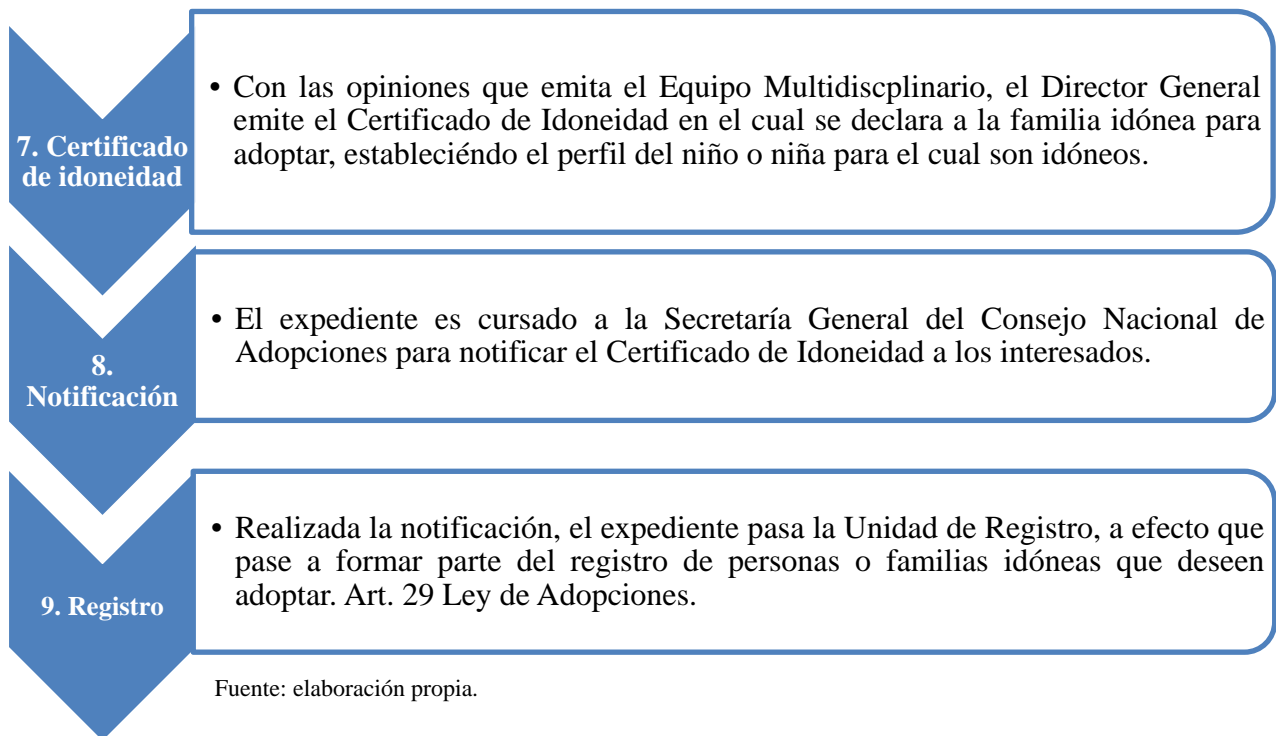 7. Certificado
de idoneidad
• Con las opiniones que emita el Equipo Multidiscplinario, el Director General
emite el Certificado de Idoneidad en el cual se declara a la familia idónea para
adoptar, estableciéndo el perfil del niño o niña para el cual son idóneos.
8.
Notificación
• El expediente es cursado a la Secretaría General del Consejo Nacional de
Adopciones para notificar el Certificado de Idoneidad a los interesados.
9. Registro
• Realizada la notificación, el expediente pasa la Unidad de Registro, a efecto que
pase a formar parte del registro de personas o familias idóneas que deseen
adoptar. Art. 29 Ley de Adopciones.
Fuente: elaboración propia.